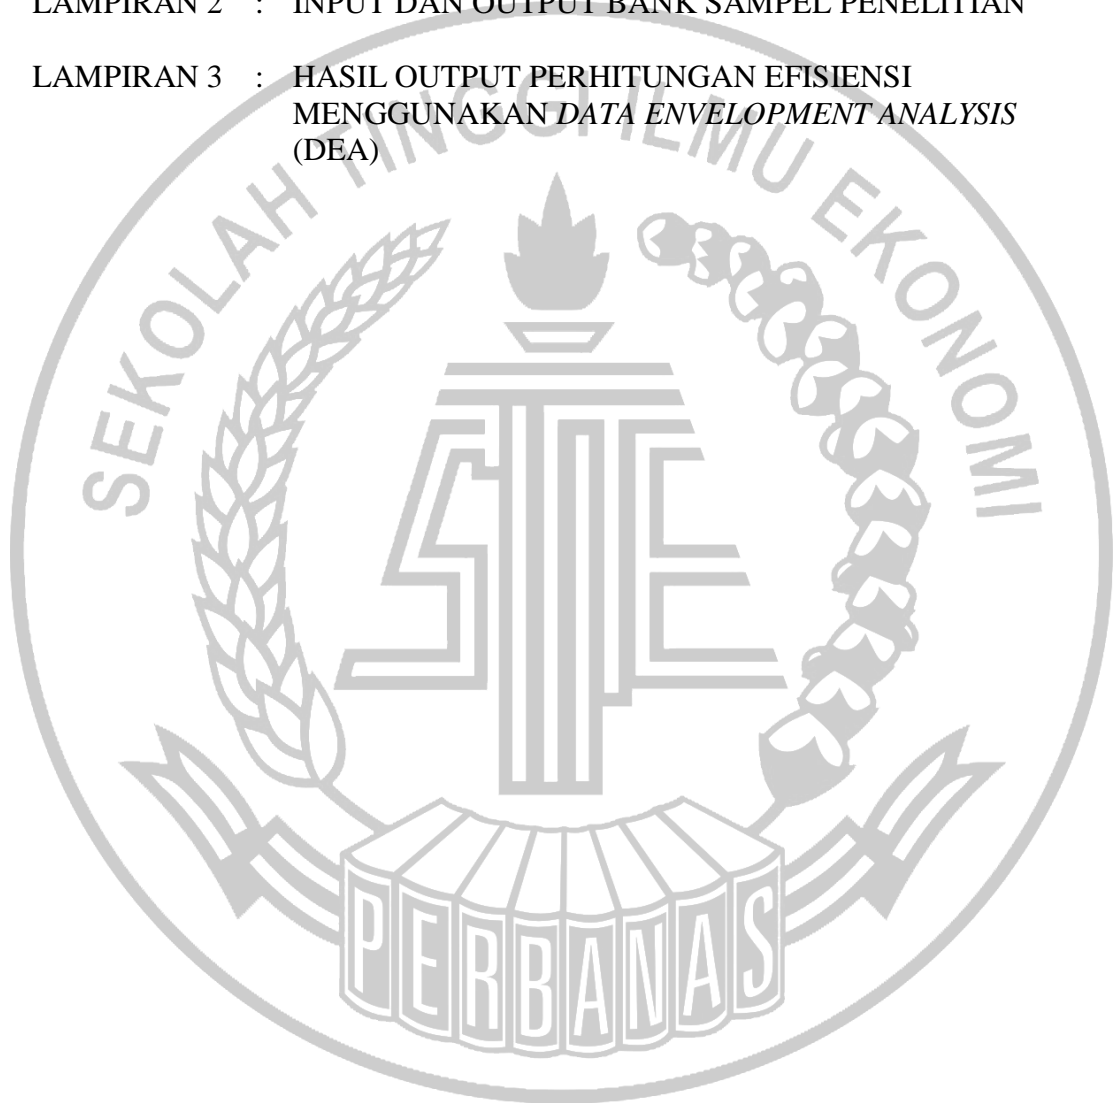 LAMPIRAN 2 : INPUT DAN OUTPUT BANK SAMPEL PENELITIAN
LAMPIRAN 3 : HASIL OUTPUT PERHITUNGAN EFISIENSI
MENGGUNAKAN DATA ENVELOPMENT ANALYSIS
(DEA)
SEKOLAH TINGGI ILMU EKONOMI
STIE
PERBANAS